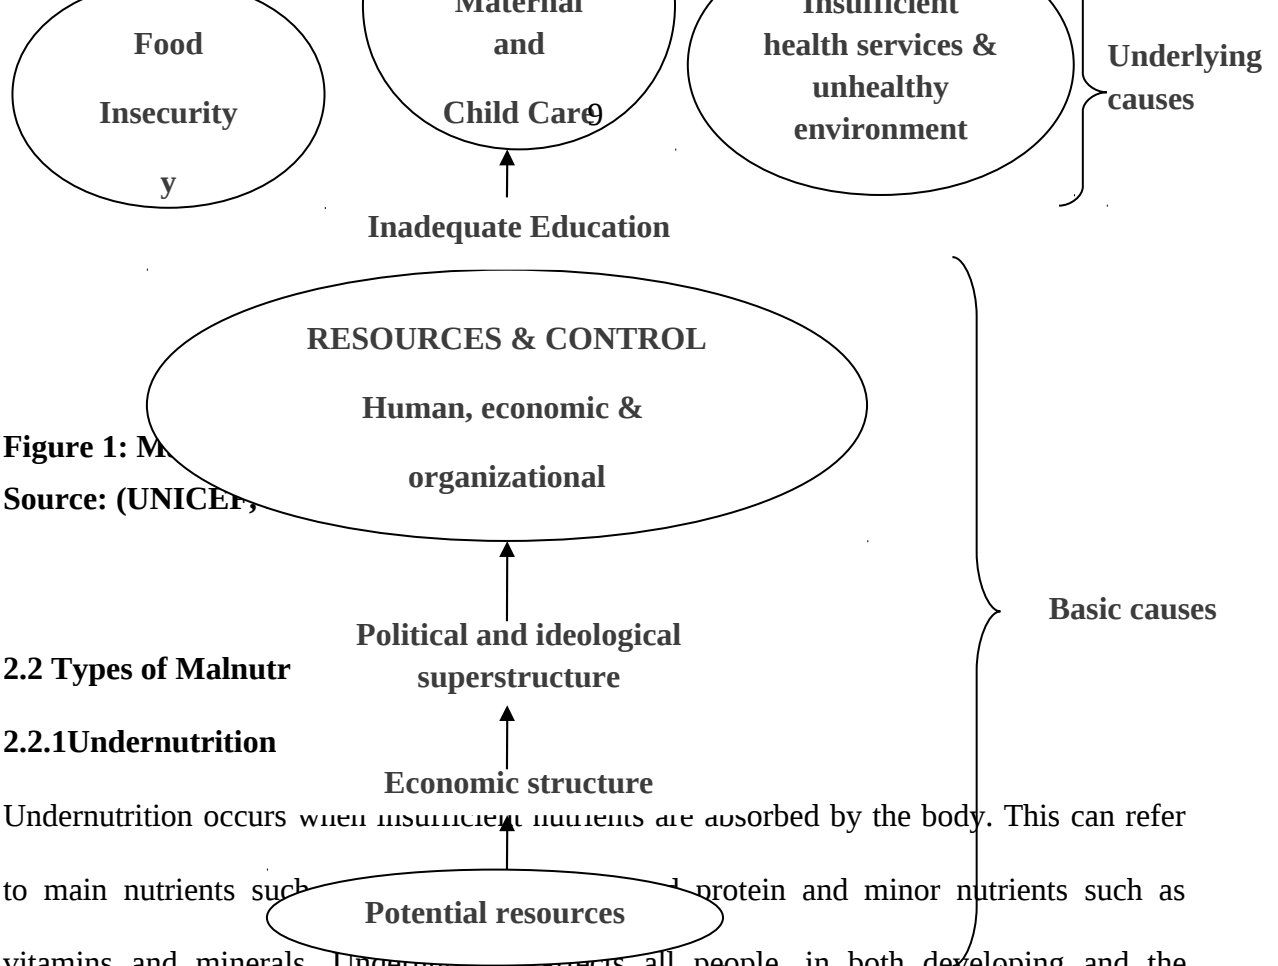 Maternal
Insufficient
Food
and
health services &
Underlying
unhealthy
causes
Insecurity
Child Care
9
environment
y
Inadequate Education
RESOURCES & CONTROL
Human, economic &
Figure 1:
organizational
Source: (UNICEF,
Basic causes
Political and ideological
2.2 Types of Malnutr
superstructure
2.2.1Undernutrition
Economic structure
Undernutrition occurs when insufficient nutrients are absorbed by the body. This can refer
to main nutrients such protein and minor nutrients such as
Potential resources
vitamins and minerals. all people, in both developing and the